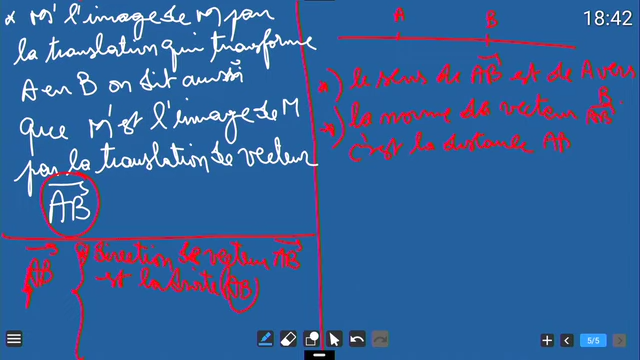 α M' l'image de M par
la translation qui transforme
A en B on dit aussi
que M' est l'image de M
par la translation de vecteur
AB
AB
direction de vecteur AB
est la droite (AB)
A B
*) le sens de AB est de A vers
B
*) la norme de vecteur AB
c'est la distance AB
18:42
5/5